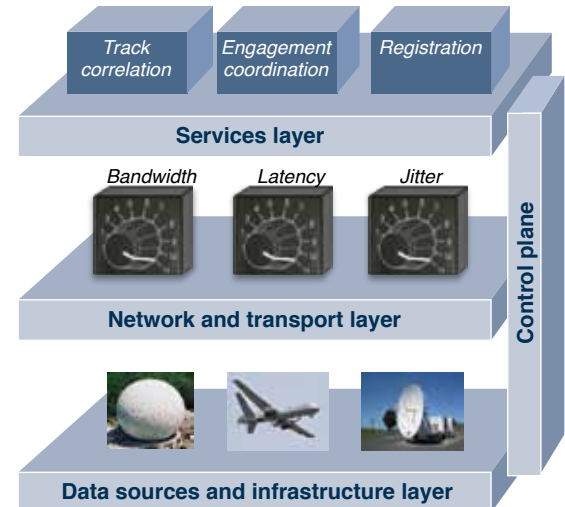 Track
correlation
Engagement
coordination
Registration
Services layer
Bandwidth
Latency
Jitter
Network and transport layer
Control plane
Data sources and infrastructure layer